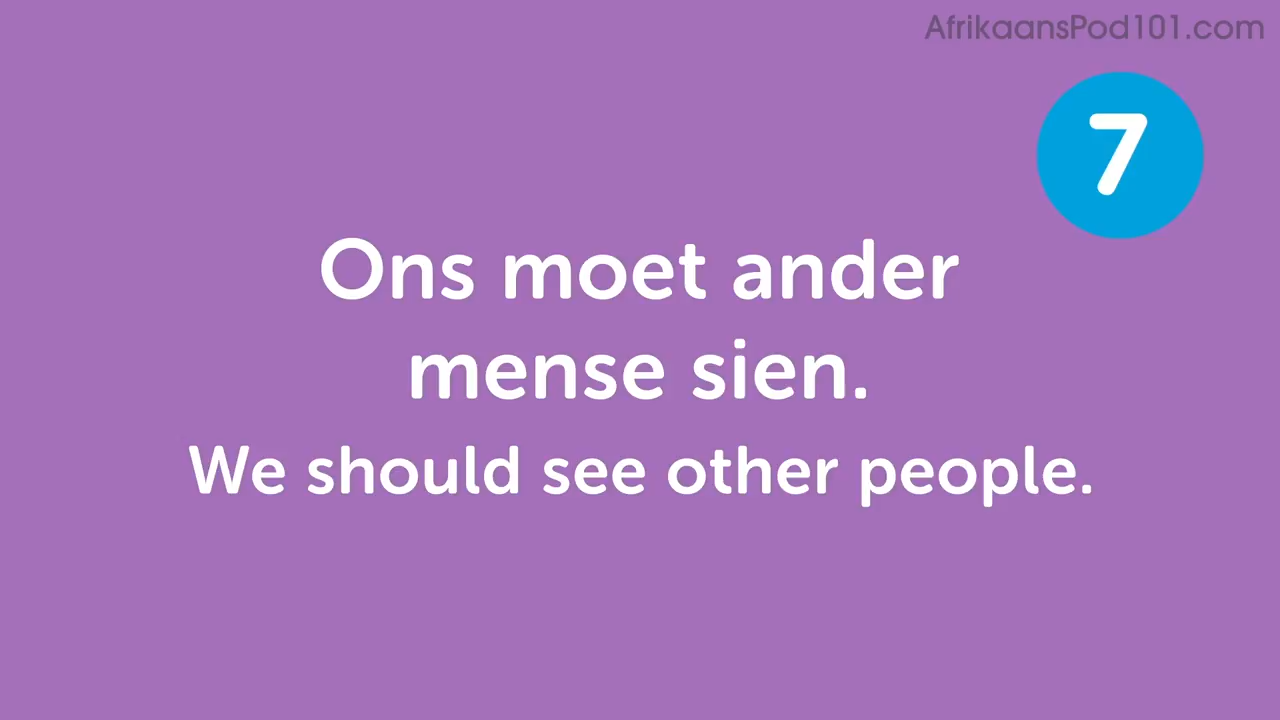 AfrikaansPod101.com
7
Ons moet ander
mense sien.
We should see other people.